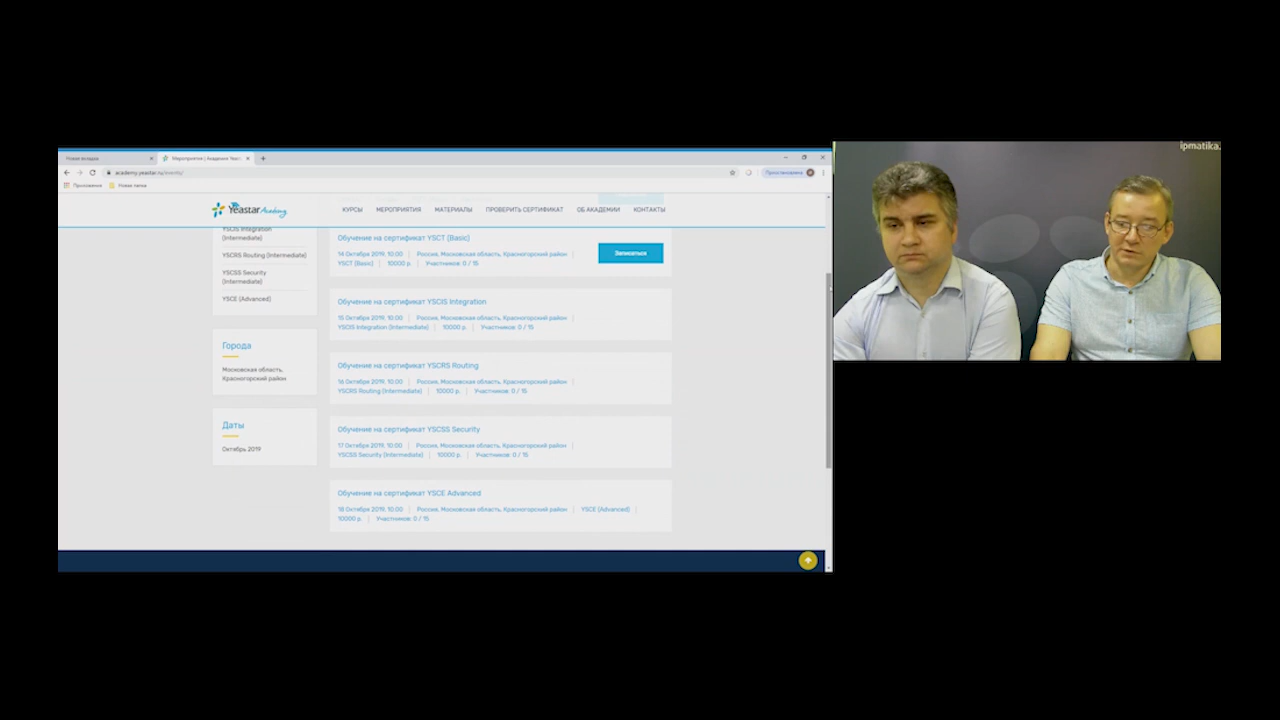 Новая вкладка
Мероприятия | Академия Yeas
academy.yeastar.ru/events/
Приостановлена
Приложения
Новая папка
ipmatika.
Yeastar Academy
КУРСЫ
МЕРОПРИЯТИЯ
МАТЕРИАЛЫ
ПРОВЕРИТЬ СЕРТИФИКАТ
ОБ АКАДЕМИИ
КОНТАКТЫ
YSCIS Integration
(Intermediate)
YSCRS Routing (Intermediate)
YSCSS Security
(Intermediate)
YSCE (Advanced)
Города
Московская область,
Красногорский район
Даты
Октябрь 2019
Обучение на сертификат YSCT (Basic)
14 Октября 2019, 10:00 | Россия, Московская область, Красногорский район |
YSCT (Basic) | 10000 р. | Участников: 0 / 15
Записаться
Обучение на сертификат YSCIS Integration
15 Октября 2019, 10:00 | Россия, Московская область, Красногорский район |
YSCIS Integration (Intermediate) | 10000 р. | Участников: 0 / 15
Обучение на сертификат YSCRS Routing
16 Октября 2019, 10:00 | Россия, Московская область, Красногорский район |
YSCRS Routing (Intermediate) | 10000 р. | Участников: 0 / 15
Обучение на сертификат YSCSS Security
17 Октября 2019, 10:00 | Россия, Московская область, Красногорский район |
YSCSS Security (Intermediate) | 10000 р. | Участников: 0 / 15
Обучение на сертификат YSCE Advanced
18 Октября 2019, 10:00 | Россия, Московская область, Красногорский район | YSCE (Advanced) |
10000 р. | Участников: 0 / 15